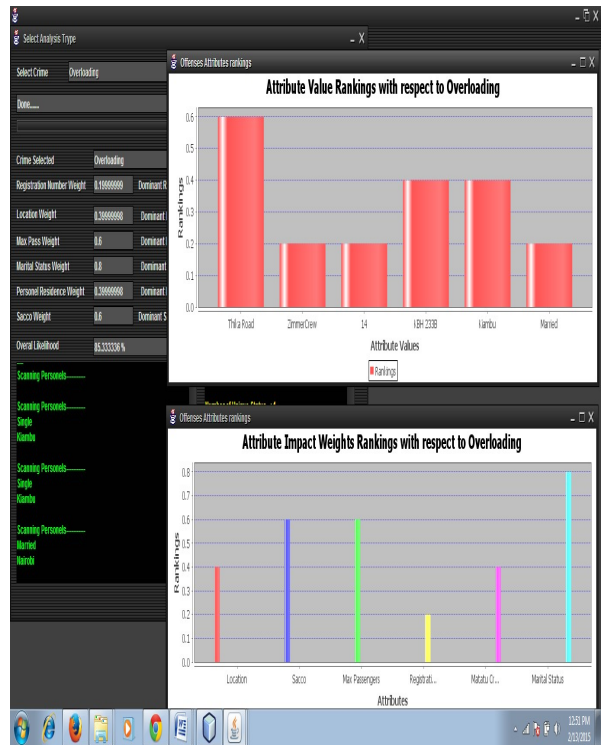 Select Analysis Trype
Select Crime Overloading
Done......
Crime Selected Overloading
Registration Number Weight 0.19999999 Dominant R
Location Weight 0.39999998 Dominant
Max Pass Weight 0.6 Dominant
Marital Status Weight 0.8 Domimant
Personel Residence Weight 0.39999998 Dominant
Sacco Weight 0.6 Dominant S
Overal Likelihood 85.333336 %
Scanning Personels
Scanning Personels
Single
Kiambu
Scanning Personels
Single
Kiambu
Scanning Personels
Married
Nairobi
Offenses Attributes rankings
Attribute Value Rankings with respect to Overloading
Rankings
0.6
0.5
0.4
0.3
0.2
0.1
0.0
Thika Road ZimmerCrew 14 KBH 233B Kiambu Married
Attribute Values
Rankings
Offenses Attributes rankings
Attribute Impact Weights Rankings with respect to Overloading
Rankings
0.8
0.7
0.6
0.5
0.4
0.3
0.2
0.1
0.0
Location Sacco Max Passengers Registrati... Matatu Cr... Marital Status
Attributes
12:51 PM
2/13/2015